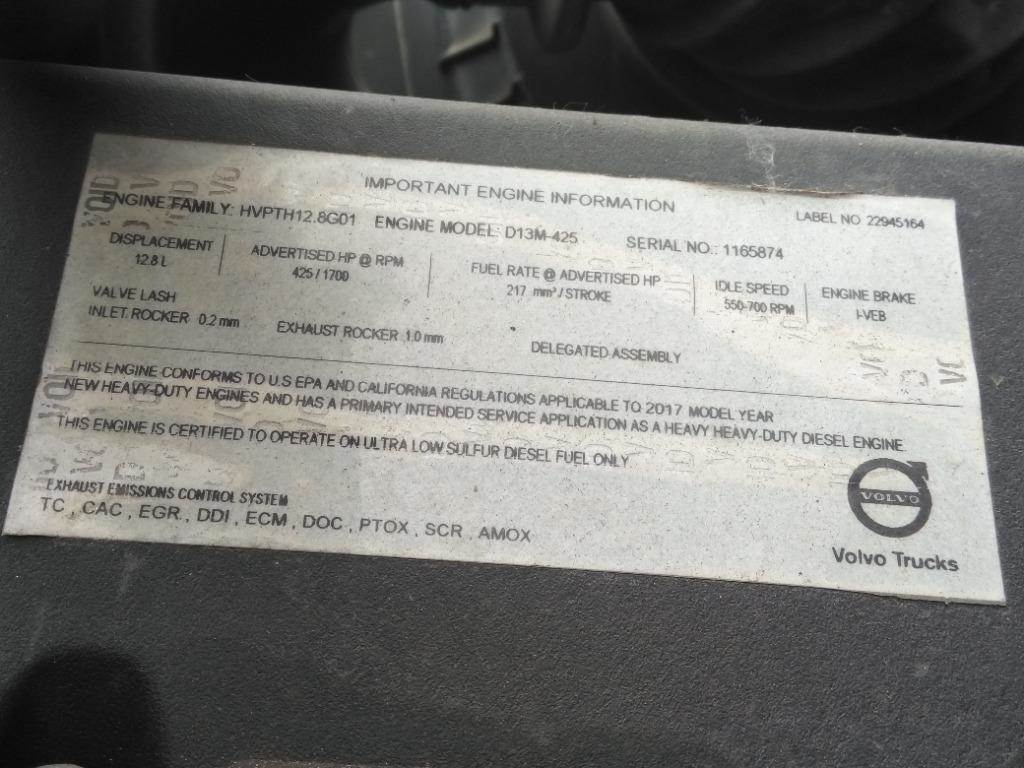 IMPORTANT ENGINE INFORMATION
LABEL NO 22945164
ENGINE FAMILY: HVPTH12.8G01 ENGINE MODEL: D13M-425 SERIAL NO.: 1165874
DISPLACEMENT
12.8 L
ADVERTISED HP @ RPM
425 / 1700
FUEL RATE @ ADVERTISED HP
217 mm³/ STROKE
IDLE SPEED
550-700 RPM
ENGINE BRAKE
I-VEB
VALVE LASH
INLET ROCKER 0.2 mm EXHAUST ROCKER 1.0 mm DELEGATED ASSEMBLY
THIS ENGINE CONFORMS TO U.S EPA AND CALIFORNIA REGULATIONS APPLICABLE TO 2017 MODEL YEAR
NEW HEAVY-DUTY ENGINES AND HAS A PRIMARY INTENDED SERVICE APPLICATION AS A HEAVY HEAVY-DUTY DIESEL ENGINE
THIS ENGINE IS CERTIFIED TO OPERATE ON ULTRA LOW SULFUR DIESEL FUEL ONLY
EXHAUST EMISSIONS CONTROL SYSTEM
TC , CAC , EGR , DDI , ECM , DOC , PTOX , SCR , AMOX
VOLVO
Volvo Trucks